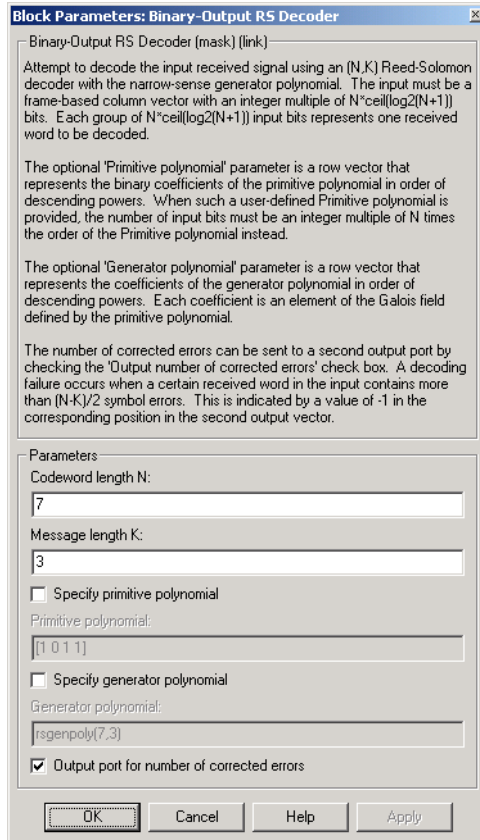 Block Parameters: Binary-Output RS Decoder
Binary-Output RS Decoder (mask) (link)
Attempt to decode the input received signal using an (N,K) Reed-Solomon
decoder with the narrow-sense generator polynomial. The input must be a
frame-based column vector with an integer multiple of N*ceil(log2(N+1))
bits. Each group of N*ceil(log2(N+1)) input bits represents one received
word to be decoded.
The optional 'Primitive polynomial' parameter is a row vector that
represents the binary coefficients of the primitive polynomial in order of
descending powers. When such a user-defined Primitive polynomial is
provided, the number of input bits must be an integer multiple of N times
the order of the Primitive polynomial instead.
The optional 'Generator polynomial' parameter is a row vector that
represents the coefficients of the generator polynomial in order of
descending powers. Each coefficient is an element of the Galois field
defined by the primitive polynomial.
The number of corrected errors can be sent to a second output port by
checking the 'Output number of corrected errors' check box. A decoding
failure occurs when a certain received word in the input contains more
than (N-K)/2 symbol errors. This is indicated by a value of -1 in the
corresponding position in the second output vector.
Parameters
Codeword length N:
7
Message length K:
3
Specify primitive polynomial
Primitive polynomial:
[1 0 1 1]
Specify generator polynomial
Generator polynomial:
rsgenpoly(7,3)
Output port for number of corrected errors
OK Cancel Help Apply